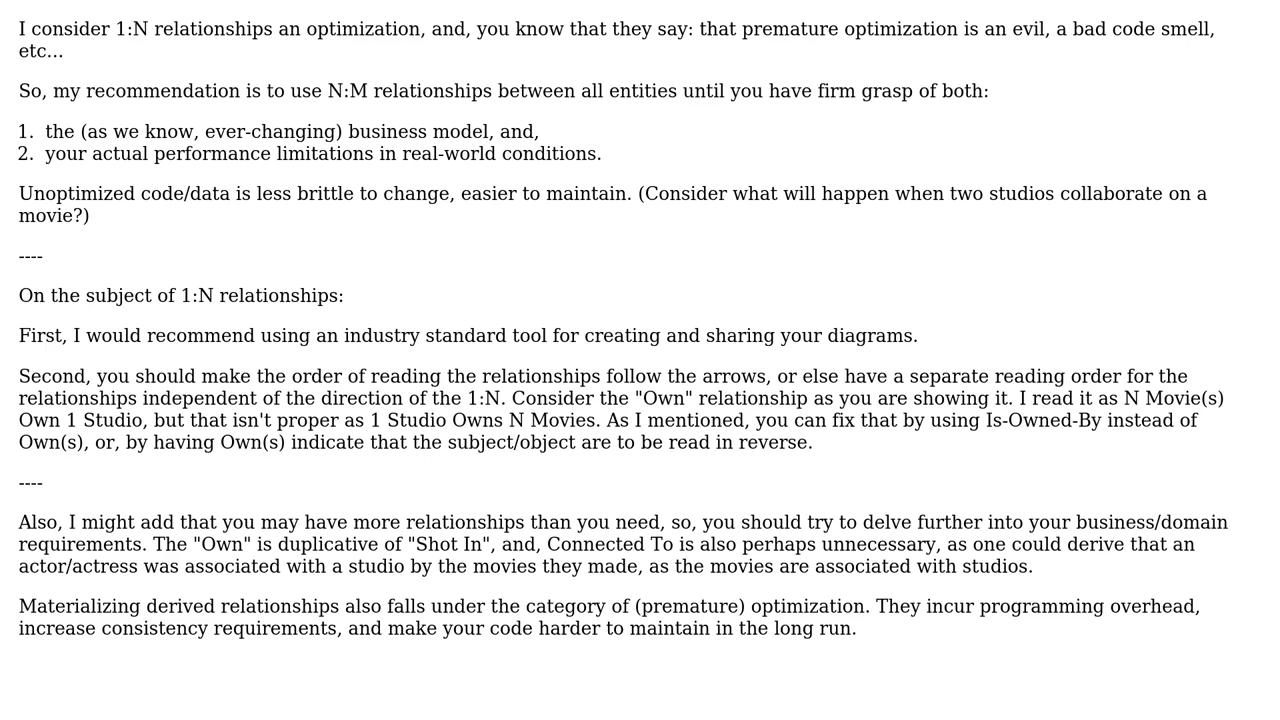 I consider 1:N relationships an optimization, and, you know that they say: that premature optimization is an evil, a bad code smell,
etc...
So, my recommendation is to use N:M relationships between all entities until you have firm grasp of both:
1. the (as we know, ever-changing) business model, and,
2. your actual performance limitations in real-world conditions.
Unoptimized code/data is less brittle to change, easier to maintain. (Consider what will happen when two studios collaborate on a
movie?)
----
On the subject of 1:N relationships:
First, I would recommend using an industry standard tool for creating and sharing your diagrams.
Second, you should make the order of reading the relationships follow the arrows, or else have a separate reading order for the
relationships independent of the direction of the 1:N. Consider the "Own" relationship as you are showing it. I read it as N Movie(s)
Own 1 Studio, but that isn't proper as 1 Studio Owns N Movies. As I mentioned, you can fix that by using Is-Owned-By instead of
Own(s), or, by having Own(s) indicate that the subject/object are to be read in reverse.
----
Also, I might add that you may have more relationships than you need, so, you should try to delve further into your business/domain
requirements. The "Own" is duplicative of "Shot In", and, Connected To is also perhaps unnecessary, as one could derive that an
actor/actress was associated with a studio by the movies they made, as the movies are associated with studios.
Materializing derived relationships also falls under the category of (premature) optimization. They incur programming overhead,
increase consistency requirements, and make your code harder to maintain in the long run.